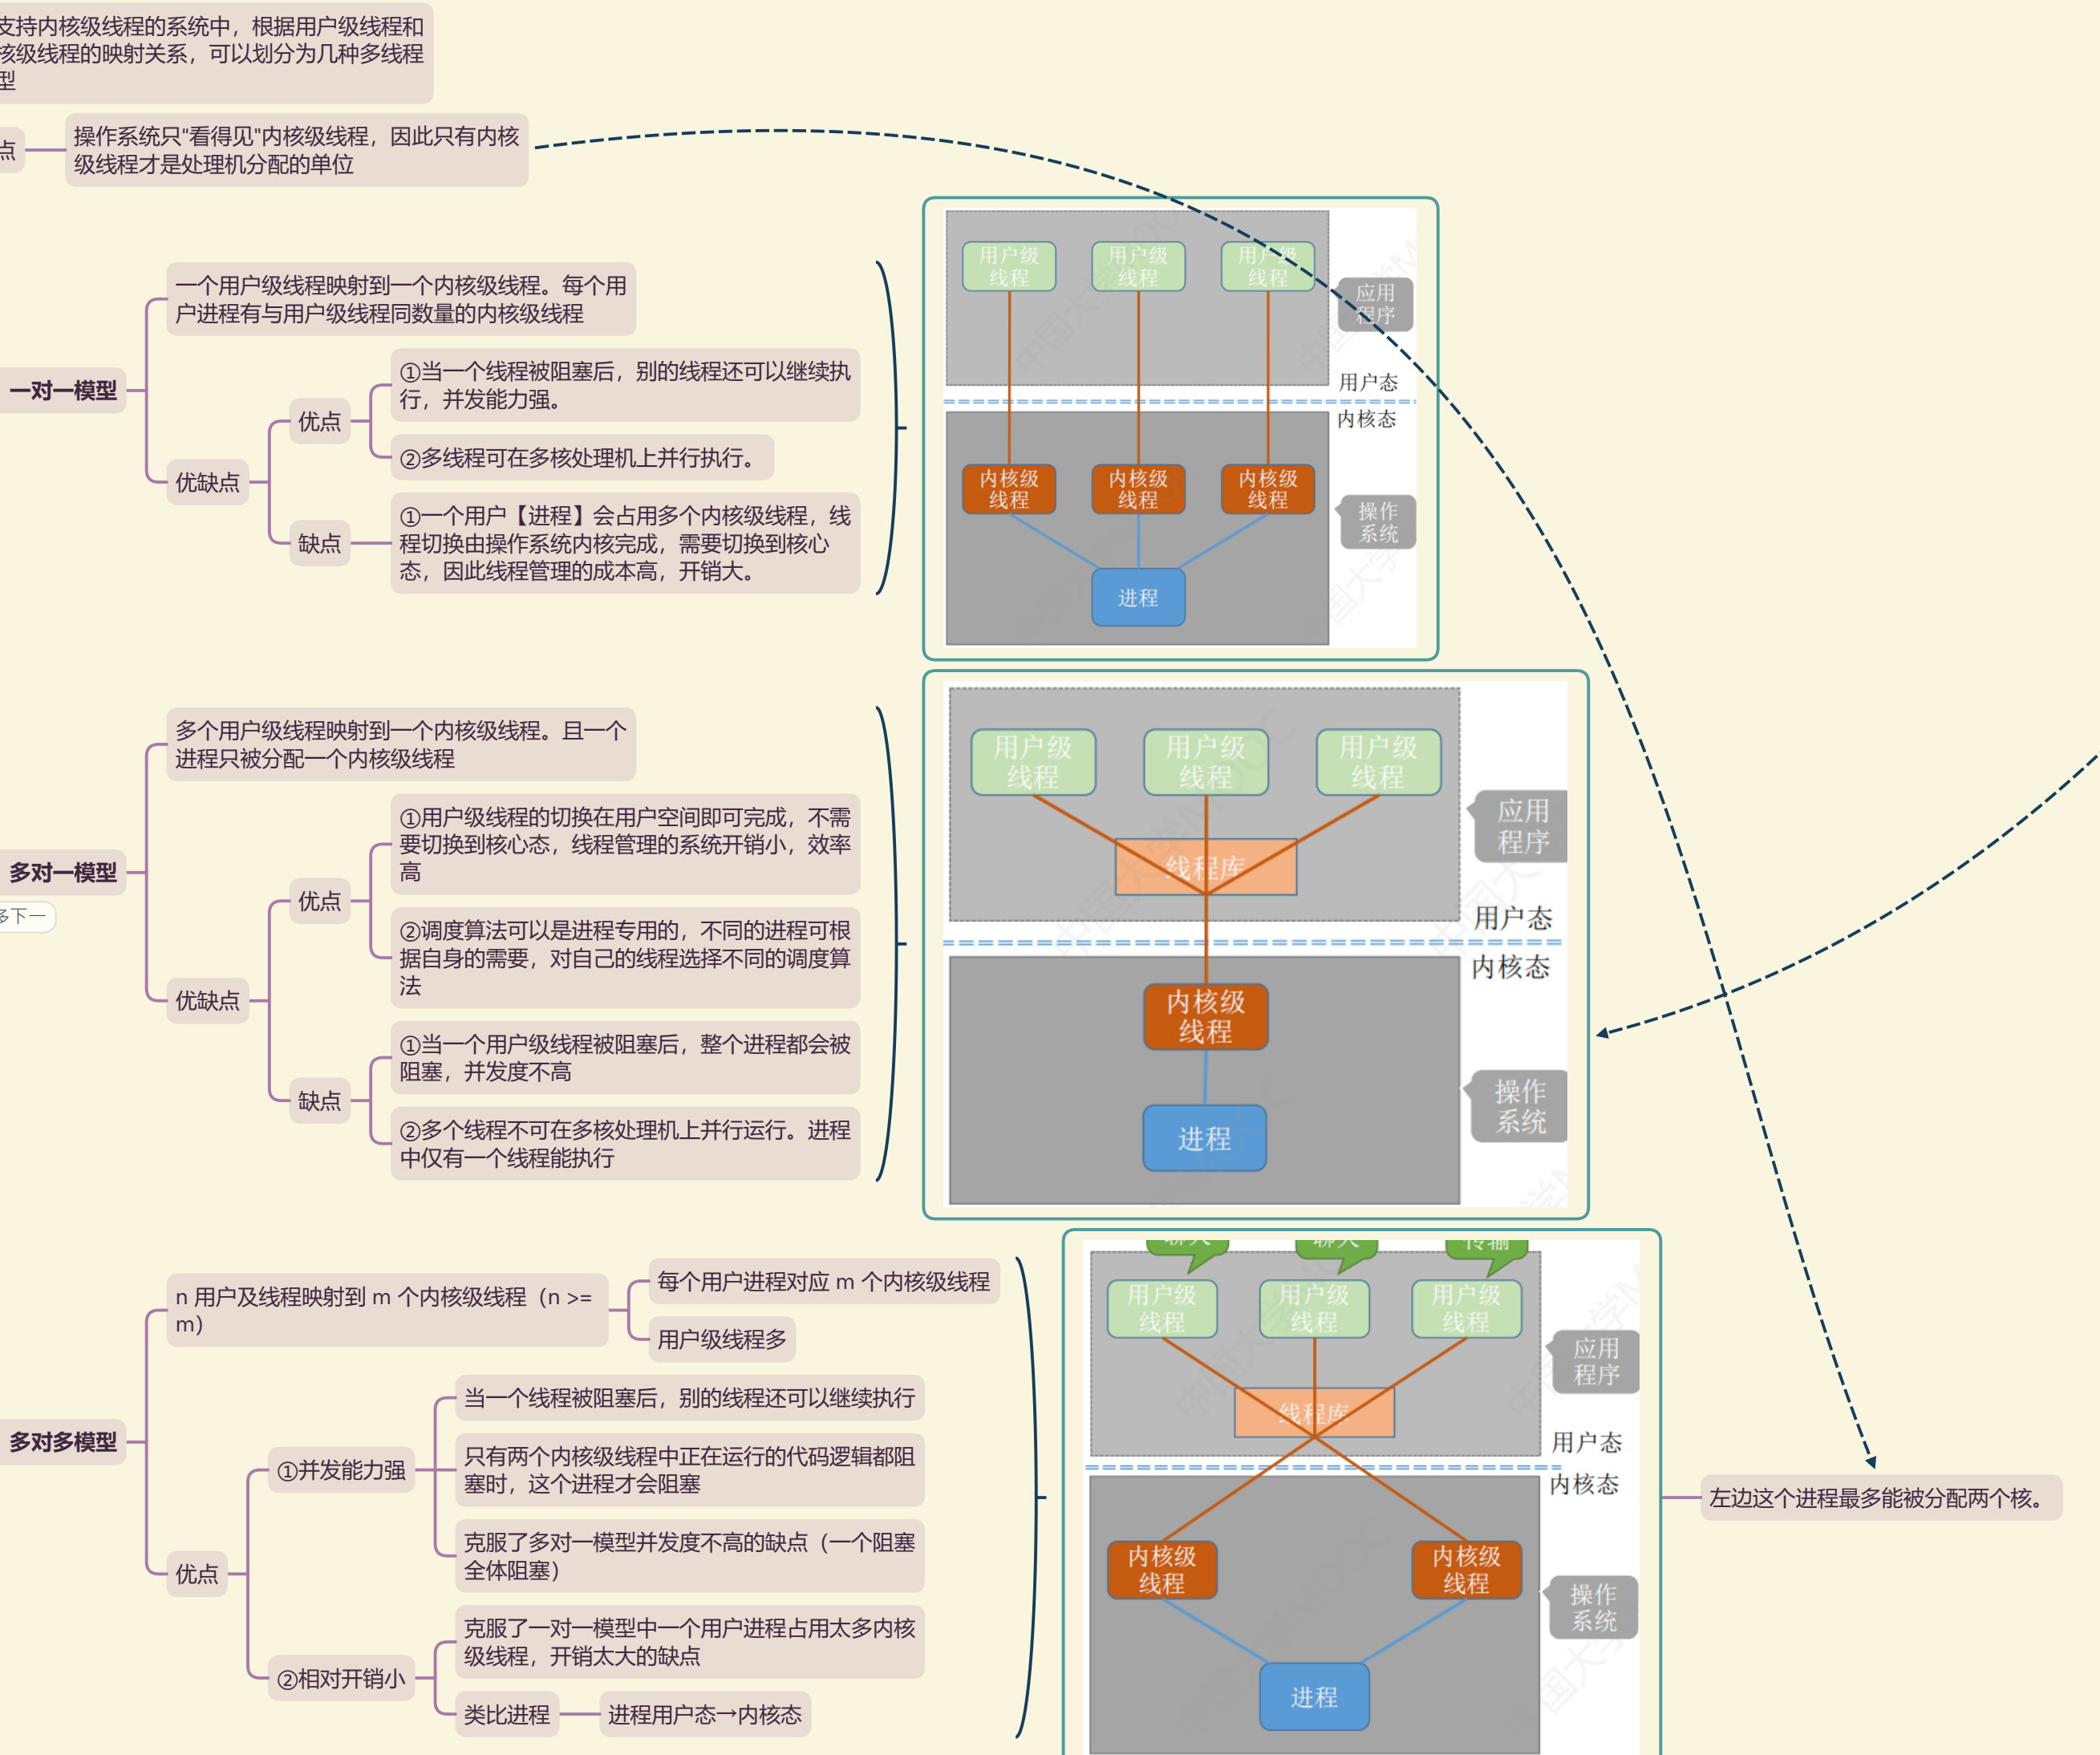 支持内核级线程的系统中，根据用户级线程和
核级线程的映射关系，可以划分为几种多线程
型
点
操作系统只"看得见"内核级线程，因此只有内核
级线程才是处理机分配的单位
一对一模型
一个用户级线程映射到一个内核级线程。每个用
户进程有与用户级线程同数量的内核级线程
优缺点
优点
①当一个线程被阻塞后，别的线程还可以继续执
行，并发能力强。
②多线程可在多核处理机上并行执行。
缺点
①一个用户【进程】会占用多个内核级线程，线
程切换由操作系统内核完成，需要切换到核心
态，因此线程管理的成本高，开销大。
用户级
线程
用户级
线程
用户级
线程
应用
程序
用户态
内核态
内核级
线程
内核级
线程
内核级
线程
操作
系统
进程
多对一模型
多下一
多个用户级线程映射到一个内核级线程。且一个
进程只被分配一个内核级线程
优缺点
优点
①用户级线程的切换在用户空间即可完成，不需
要切换到核心态，线程管理的系统开销小，效率
高
②调度算法可以是进程专用的，不同的进程可根
据自身的需要，对自己的线程选择不同的调度算
法
缺点
①当一个用户级线程被阻塞后，整个进程都会被
阻塞，并发度不高
②多个线程不可在多核处理机上并行运行。进程
中仅有一个线程能执行
用户级
线程
用户级
线程
用户级
线程
线程库
应用
程序
用户态
内核态
内核级
线程
进程
操作
系统
多对多模型
n 用户及线程映射到 m 个内核级线程（n >=
m）
每个用户进程对应 m 个内核级线程
用户级线程多
优点
①并发能力强
当一个线程被阻塞后，别的线程还可以继续执行
只有两个内核级线程中正在运行的代码逻辑都阻
塞时，这个进程才会阻塞
克服了多对一模型并发度不高的缺点（一个阻塞
全体阻塞）
②相对开销小
克服了一对一模型中一个用户进程占用太多内核
级线程，开销太大的缺点
类比进程
进程用户态→内核态
聊天
聊天
传输
用户级
线程
用户级
线程
用户级
线程
线程库
应用
程序
用户态
内核态
内核级
线程
内核级
线程
进程
操作
系统
左边这个进程最多能被分配两个核。